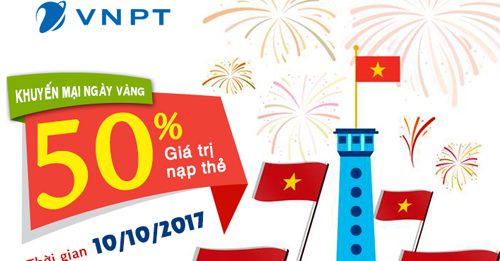 VNPT
KHUYẾN MẠI NGÀY VÀNG
50%
Giá trị
nạp thẻ
Thời gian 10/10/2017